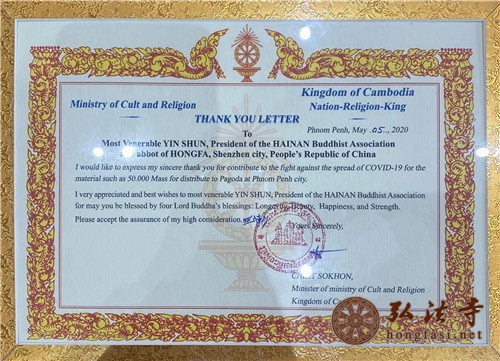 Ministry of Cult and Religion
Kingdom of Cambodia
Nation-Religion-King
THANK YOU LETTER
Phnom Penh, May .05.., 2020
To
Most Venerable YIN SHUN, President of the HAINAN Buddhist Association
abbot of HONGFA, Shenzhen city, People's Republic of China
I would like to express my sincere thank you for contribute to the fight against the spread of COVID-19 for the
material such as 50.000 Mass for distribute to Pagoda at Phnom Penh city.
I very appreciated and best wishes to most venerable YIN SHUN, President of the HAINAN Buddhist Association
for may you be blessed by four Lord Buddha's blessings: Longevity, Beauty, Happiness, and Strength.
Please accept the assurance of my high consideration.
Yours Sincerely,
SOKHON
Minister of ministry of Cult and Religion
Kingdom of
弘法寺
hongfasi.net